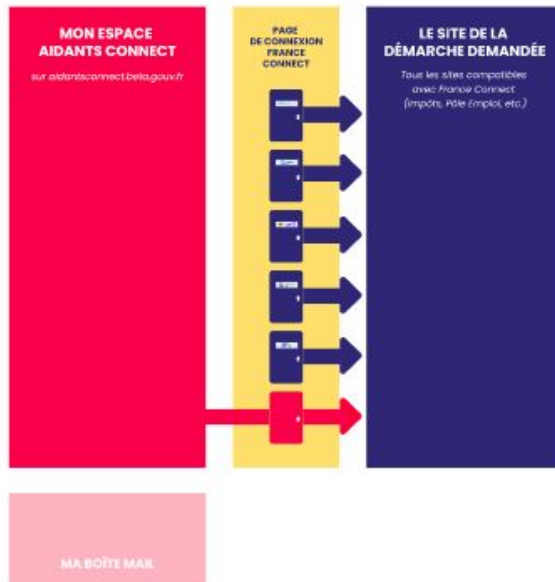 MON ESPACE
AIDANTS CONNECT
sur aidantsconnect.beta.gouv.fr
PAGE
DE CONNEXION
FRANCE
CONNECT
LE SITE DE LA
DÉMARCHE DEMANDÉE
Tous les sites compatibles
avec France Connect
(impôts, Pôle Emploi, etc.)
MA BOÎTE MAIL